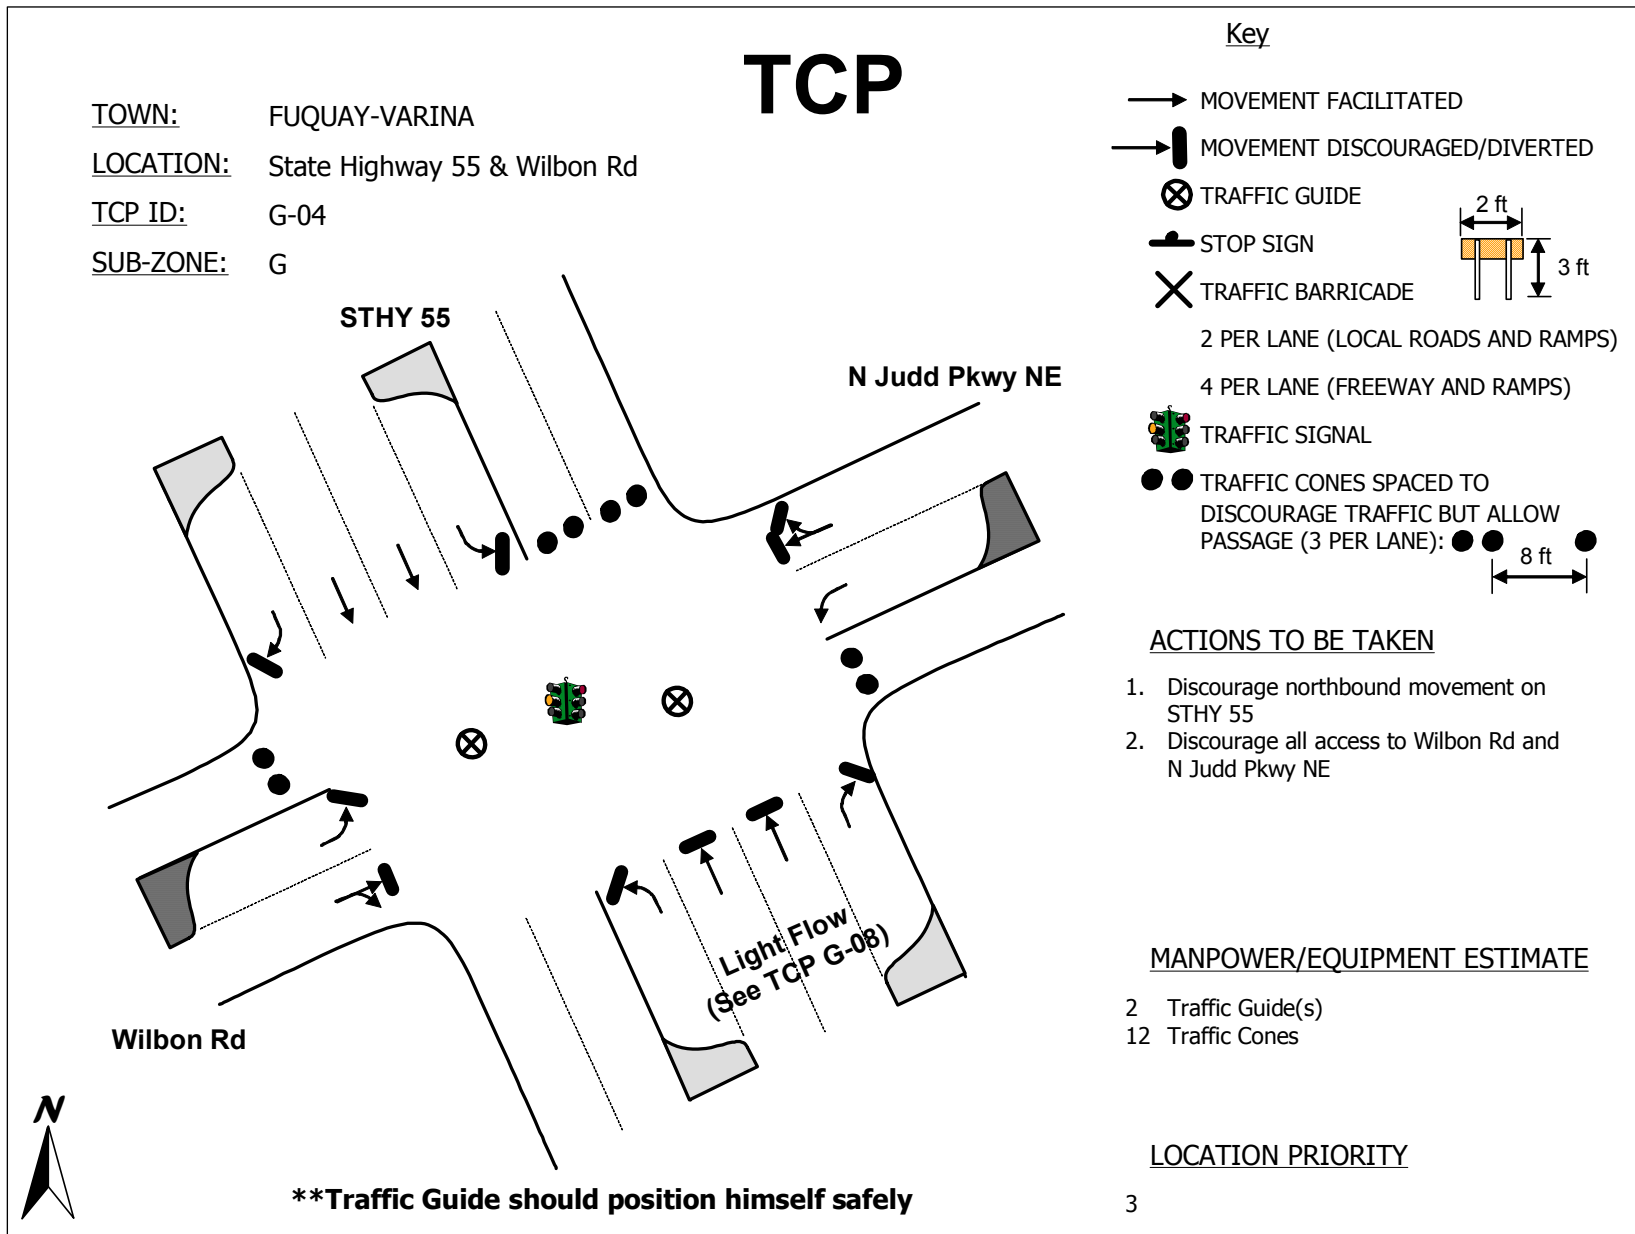 TCP
TOWN: FUQUAY-VARINA
LOCATION: State Highway 55 & Wilbon Rd
TCP ID: G-04
SUB-ZONE: G
STHY 55
N Judd Pkwy NE
Light Flow
(See TCP G-08)
Wilbon Rd
N
**Traffic Guide should position himself safely
Key
MOVEMENT FACILITATED
MOVEMENT DISCOURAGED/DIVERTED
TRAFFIC GUIDE
2 ft
STOP SIGN
3 ft
TRAFFIC BARRICADE
2 PER LANE (LOCAL ROADS AND RAMPS)
4 PER LANE (FREEWAY AND RAMPS)
TRAFFIC SIGNAL
TRAFFIC CONES SPACED TO
DISCOURAGE TRAFFIC BUT ALLOW
PASSAGE (3 PER LANE):
8 ft
ACTIONS TO BE TAKEN
1. Discourage northbound movement on
STHY 55
2. Discourage all access to Wilbon Rd and
N Judd Pkwy NE
MANPOWER/EQUIPMENT ESTIMATE
2 Traffic Guide(s)
12 Traffic Cones
LOCATION PRIORITY
3